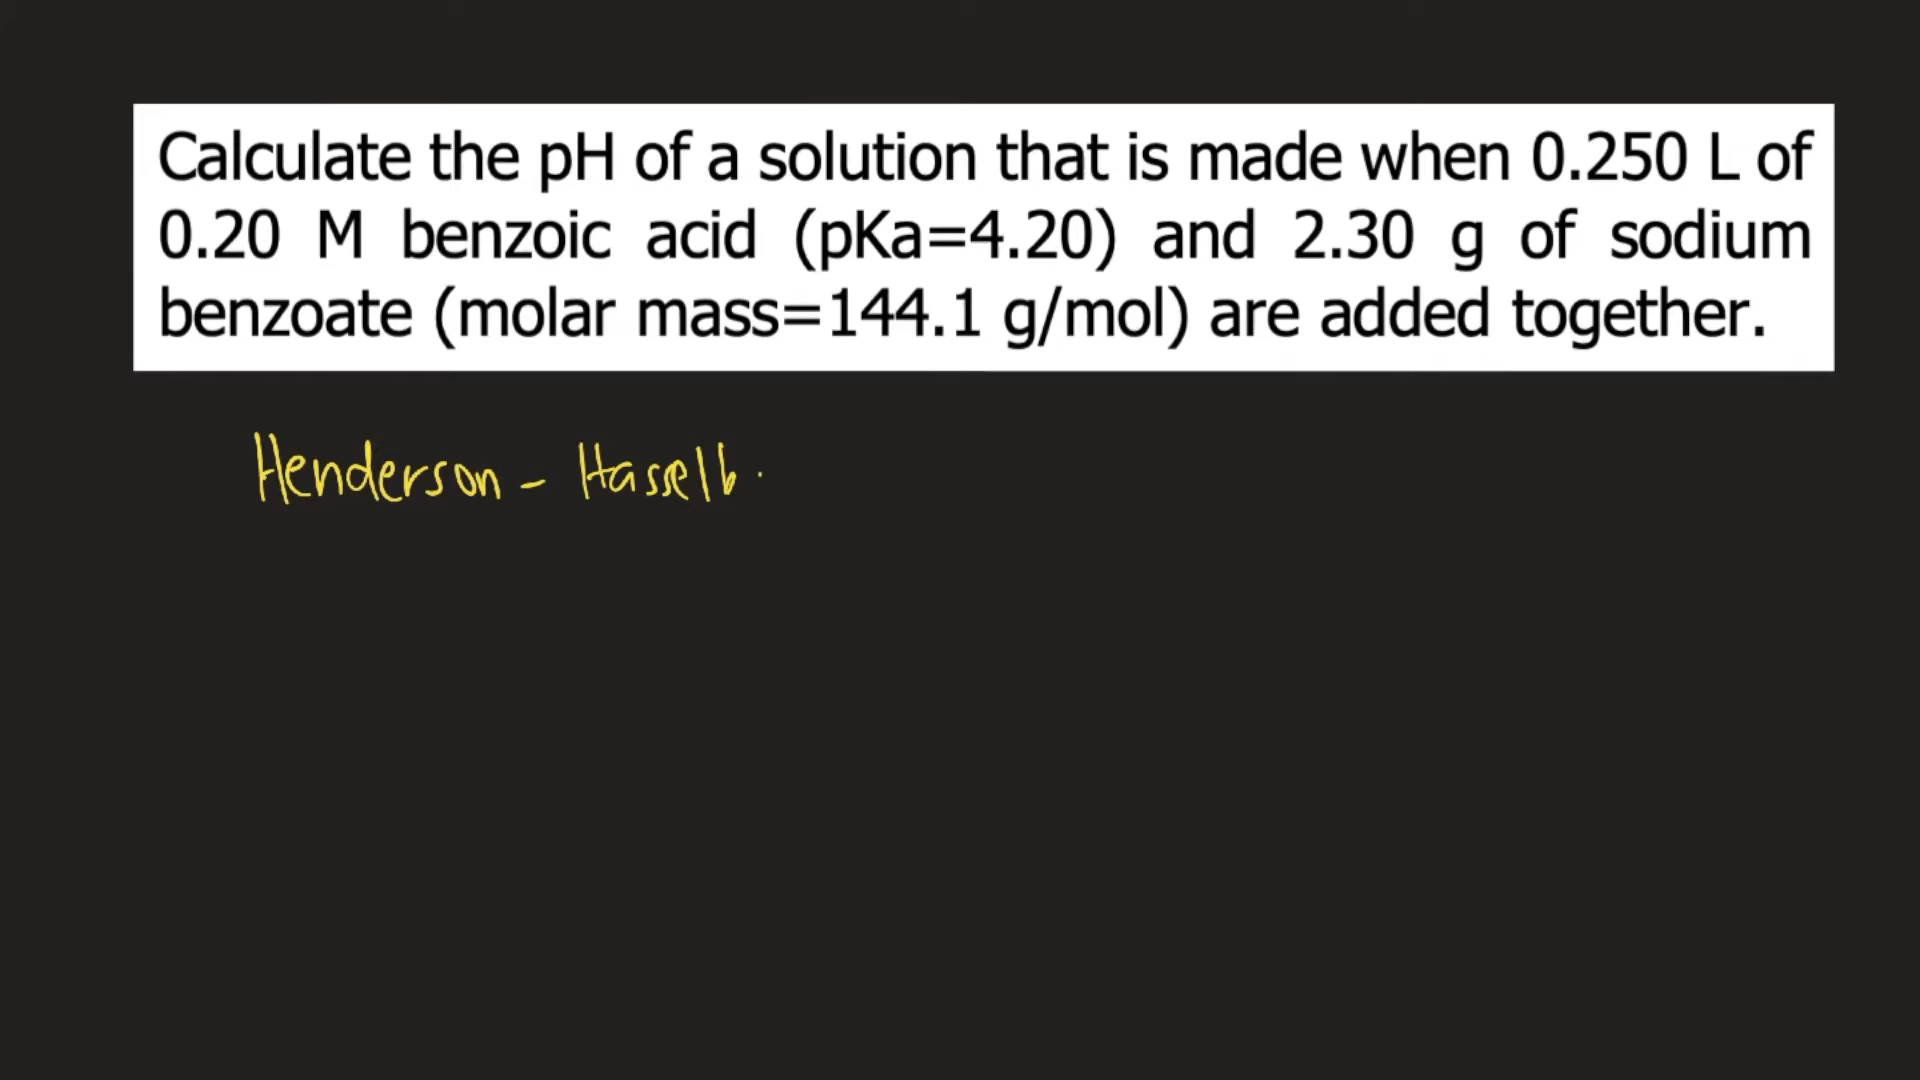 Calculate the pH of a solution that is made when 0.250 L of
0.20 M benzoic acid (pKa=4.20) and 2.30 g of sodium
benzoate (molar mass=144.1 g/mol) are added together.
Henderson - Hasselb